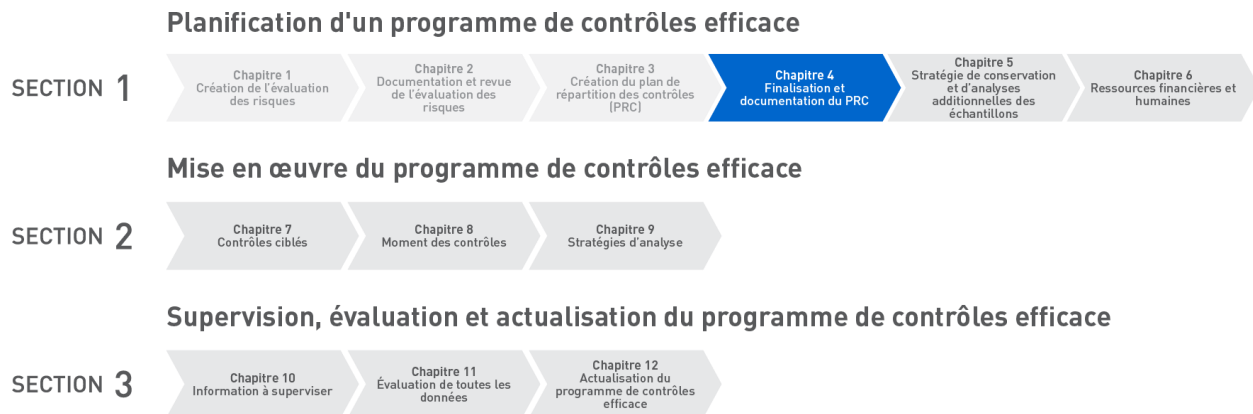 Planification d'un programme de contrôles efficace
SECTION 1
Chapitre 1
Création de l'évaluation
des risques
Chapitre 2
Documentation et revue
de l'évaluation des
risques
Chapitre 3
Création du plan de
répartition des contrôles
(PRC)
Chapitre 4
Finalisation et
documentation du PRC
Chapitre 5
Stratégie de conservation
et d'analyses
additionnelles des
échantillons
Chapitre 6
Ressources financières et
humaines
Mise en œuvre du programme de contrôles efficace
SECTION 2
Chapitre 7
Contrôles ciblés
Chapitre 8
Moment des contrôles
Chapitre 9
Stratégies d'analyse
Supervision, évaluation et actualisation du programme de contrôles efficace
SECTION 3
Chapitre 10
Information à superviser
Chapitre 11
Évaluation de toutes les
données
Chapitre 12
Actualisation du
programme de contrôles
efficace